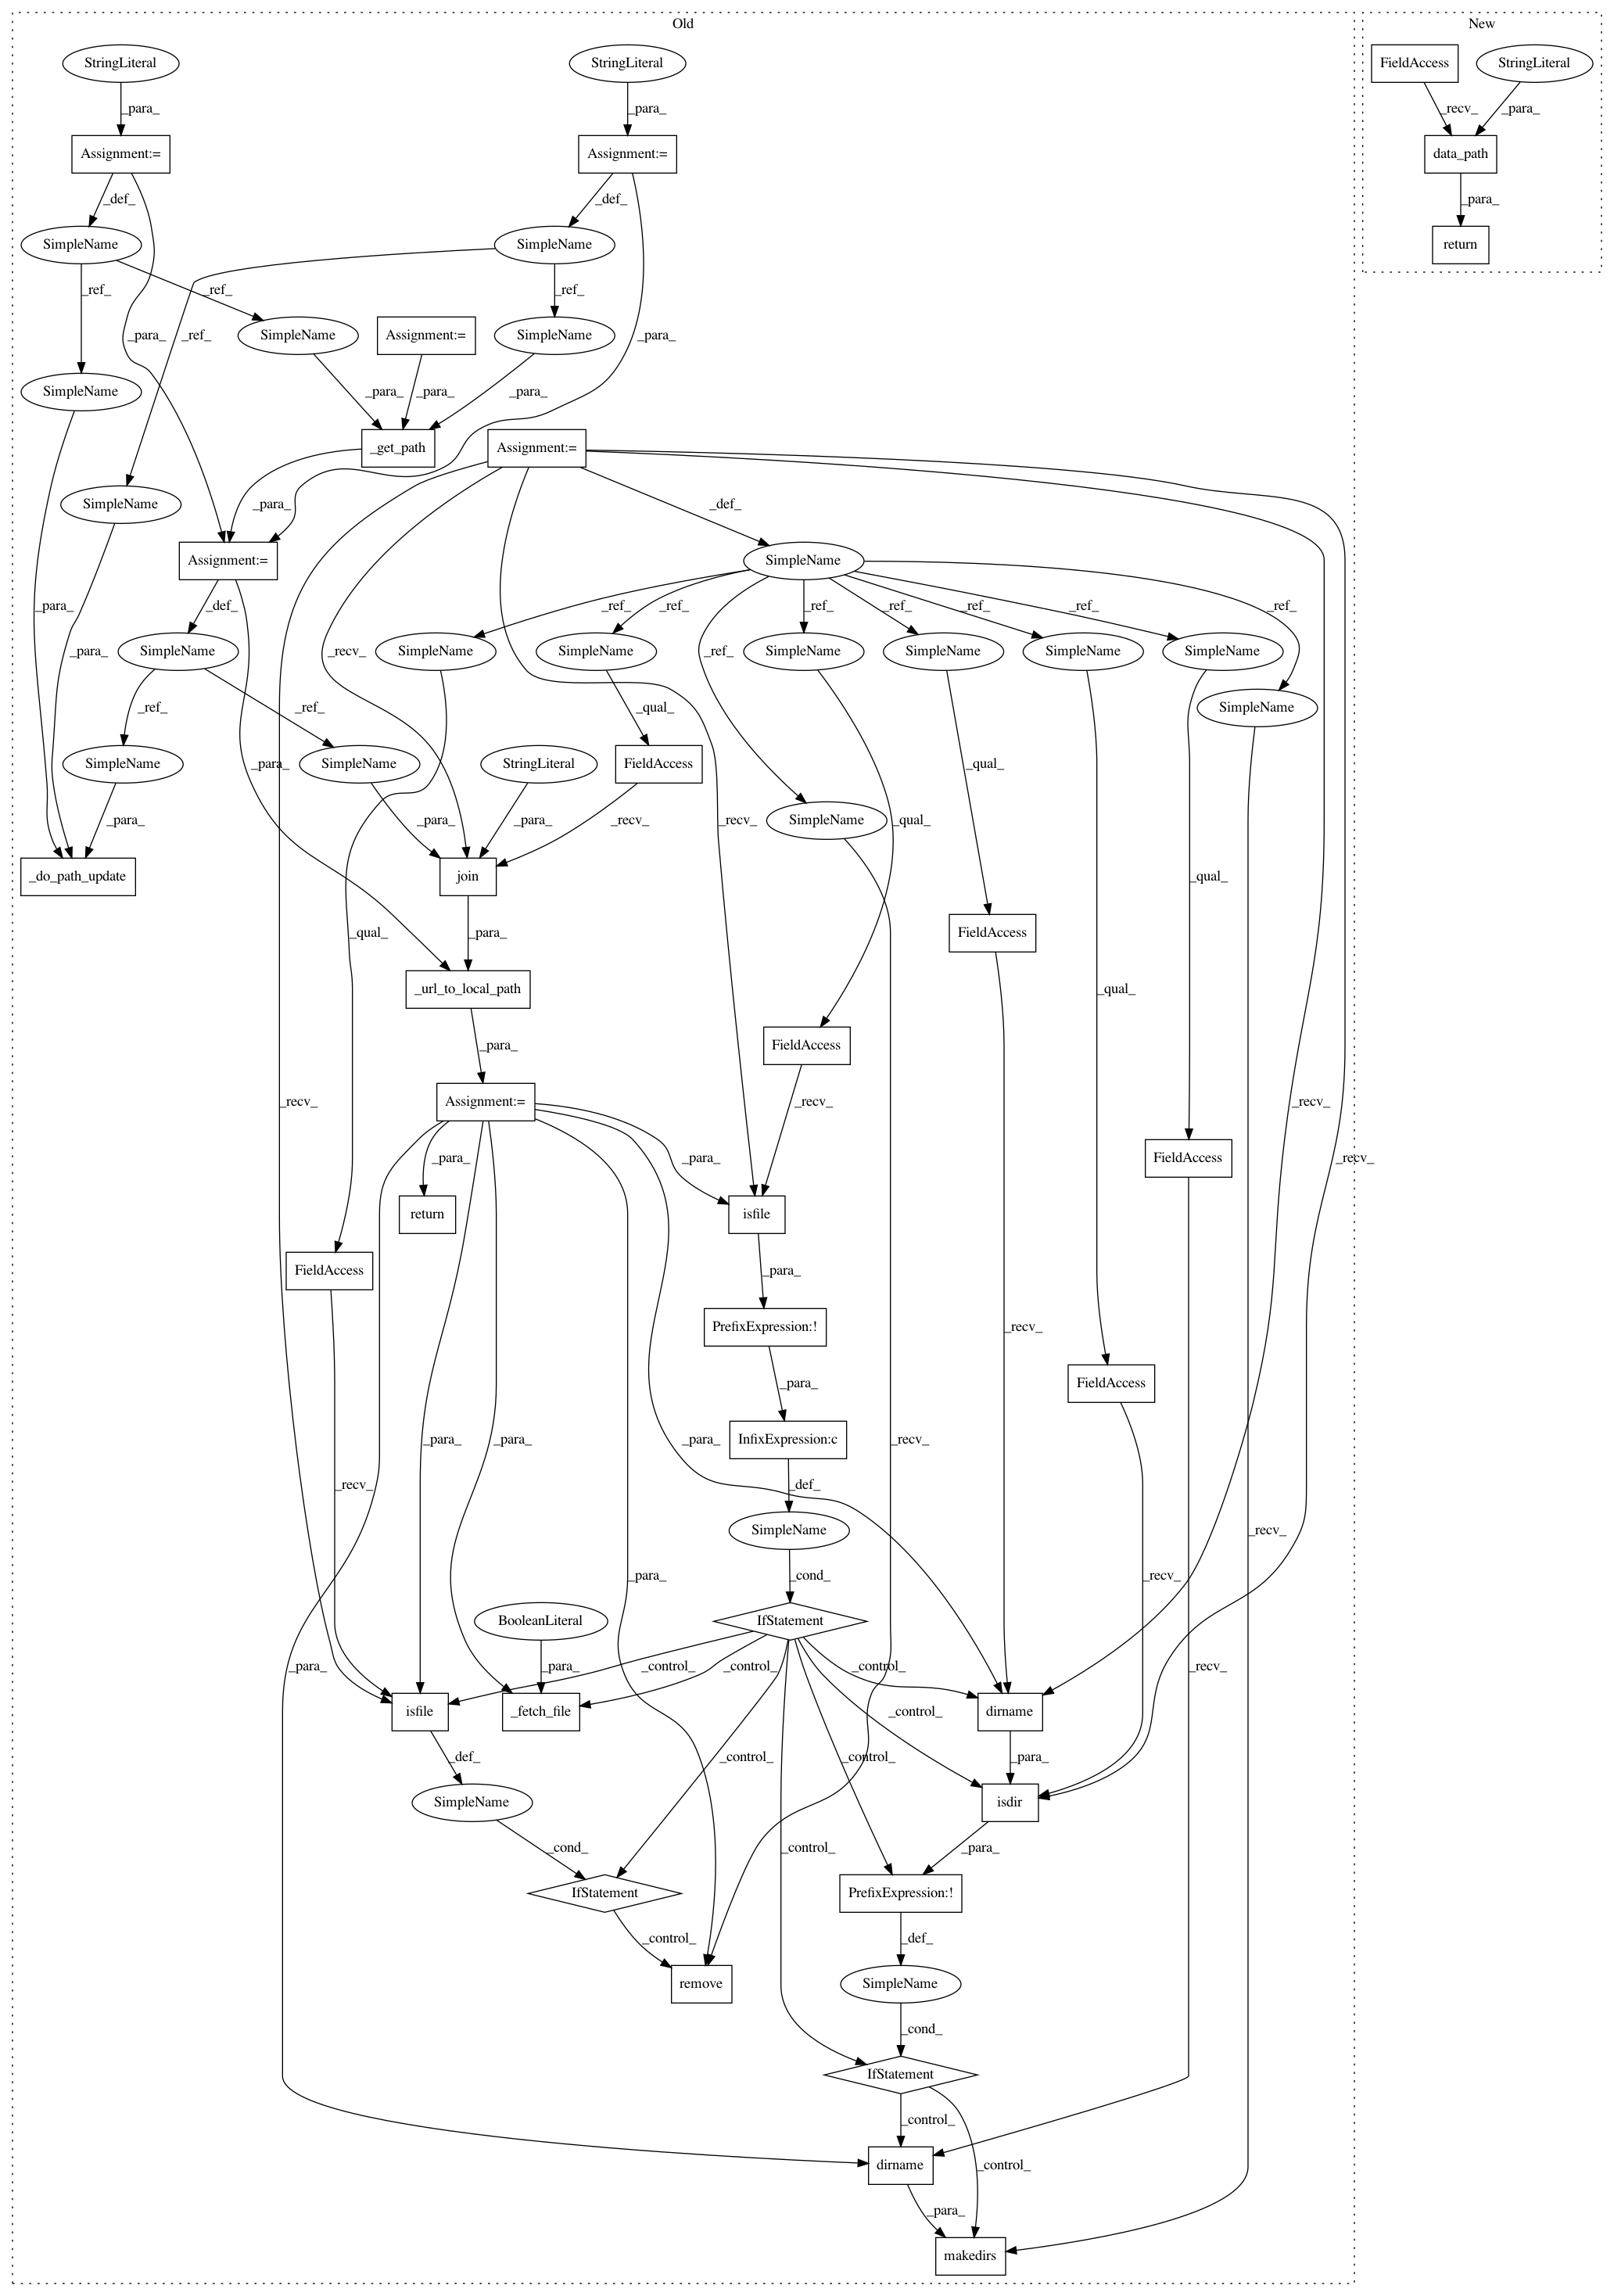 Old
New
StringLiteral
StringLiteral
FieldAccess
StringLiteral
_para_
_para_
_recv_
_para_
Assignment:=
Assignment:=
data_path
_def_
_def_
_para_
SimpleName
SimpleName
return
_ref_
_ref_
_ref_
_para_
_ref_
_para_
SimpleName
Assignment:=
SimpleName
SimpleName
_para_
_para_
_para_
_get_path
Assignment:=
SimpleName
_para_
_def_
Assignment:=
SimpleName
_para_
_def_
_recv_
_ref_
_ref_
_ref_
_ref_
_ref_
_ref_
_ref_
_para_
SimpleName
SimpleName
SimpleName
SimpleName
SimpleName
SimpleName
SimpleName
_ref_
_ref_
_ref_
_qual_
SimpleName
SimpleName
SimpleName
StringLiteral
FieldAccess
_para_
_qual_
_para_
_para_
_para_
_recv_
_recv_
SimpleName
_qual_
_do_path_update
join
_qual_
_qual_
_para_
FieldAccess
_url_to_local_path
_qual_
_para_
FieldAccess
Assignment:=
_recv_
_recv_
_recv_
_para_
_para_
FieldAccess
_recv_
return
isfile
FieldAccess
_para_
PrefixExpression:!
_recv_
_para_
FieldAccess
InfixExpression:c
_para_
_para_
_para_
_recv_
_recv_
_def_
SimpleName
_recv_
_para_
_cond_
_recv_
BooleanLiteral
IfStatement
_para_
_para_
_control_
_control_
_control_
_recv_
isfile
_fetch_file
_control_
dirname
_def_
_control_
_control_
_para_
SimpleName
isdir
_cond_
_control_
_para_
IfStatement
PrefixExpression:!
_control_
_def_
remove
SimpleName
_cond_
IfStatement
_control_
dirname
_control_
_para_
makedirs